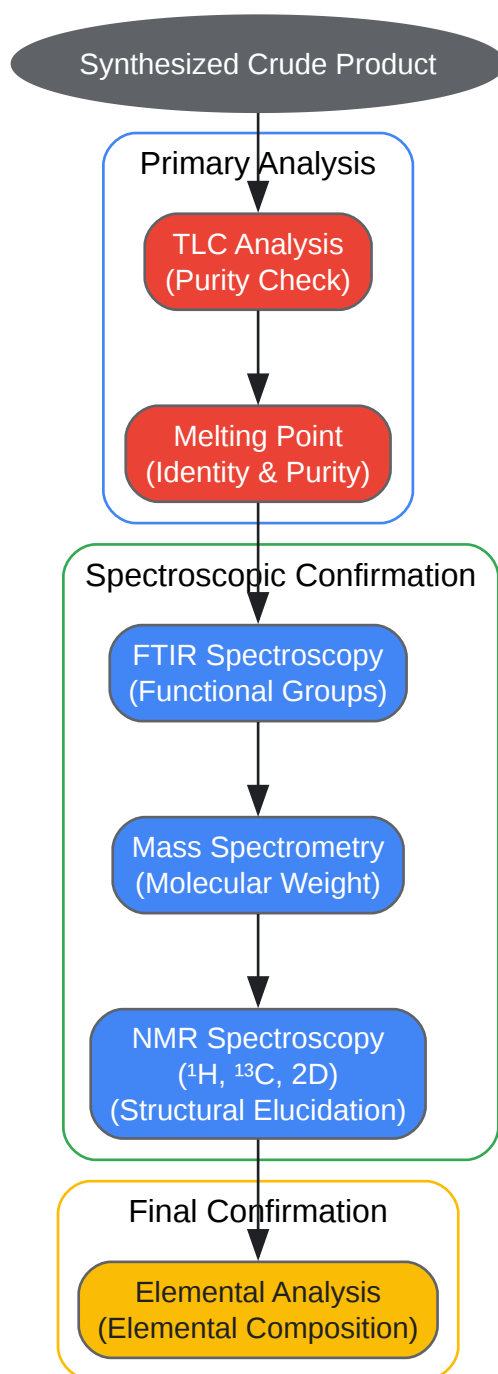 Synthesized Crude Product
Primary Analysis
TLC Analysis
(Purity Check)
Melting Point
(Identity & Purity)
Spectroscopic Confirmation
FTIR Spectroscopy
(Functional Groups)
Mass Spectrometry
(Molecular Weight)
NMR Spectroscopy
(¹H, ¹³C, 2D)
(Structural Elucidation)
Final Confirmation
Elemental Analysis
(Elemental Composition)